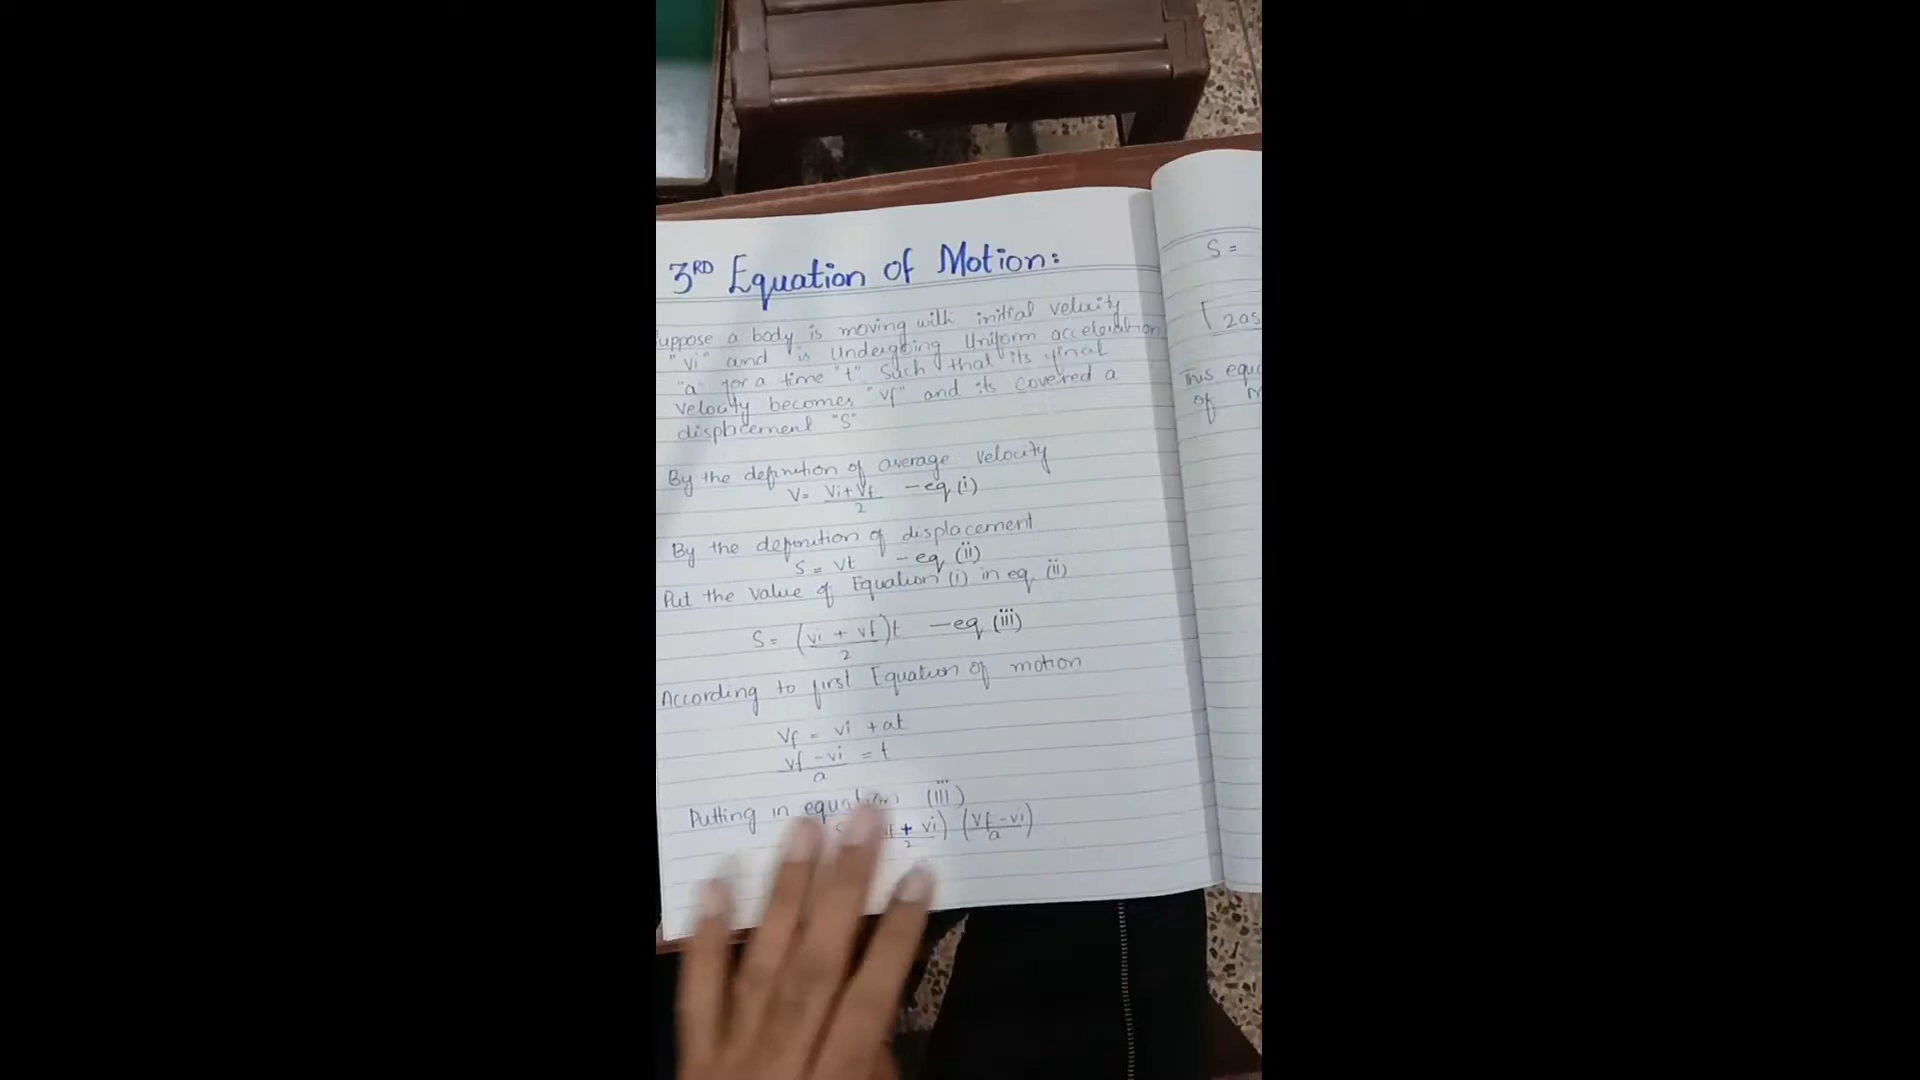 3RD Equation of Motion:
uppose a body is moving with initial velocity
"vi" and is Undergoing Uniform acceleration
"a" for a time "t" Such that its final
velocity becomes "vf" and its covered a
displacement "S"
By the definition of average velocity
V= Vi+Vf/2 -eq (i)
By the definition of displacement
S = Vt -eq (ii)
Put the value of Equation (i) in eq (ii)
S= (vi + vf/2)t -eq (iii)
According to first Equation of motion
Vf = vi + at
vf - vi/a = t
Putting in equation (iii)
+ vi/2) (Vf - vi/a)
S =
2as
This equa
of